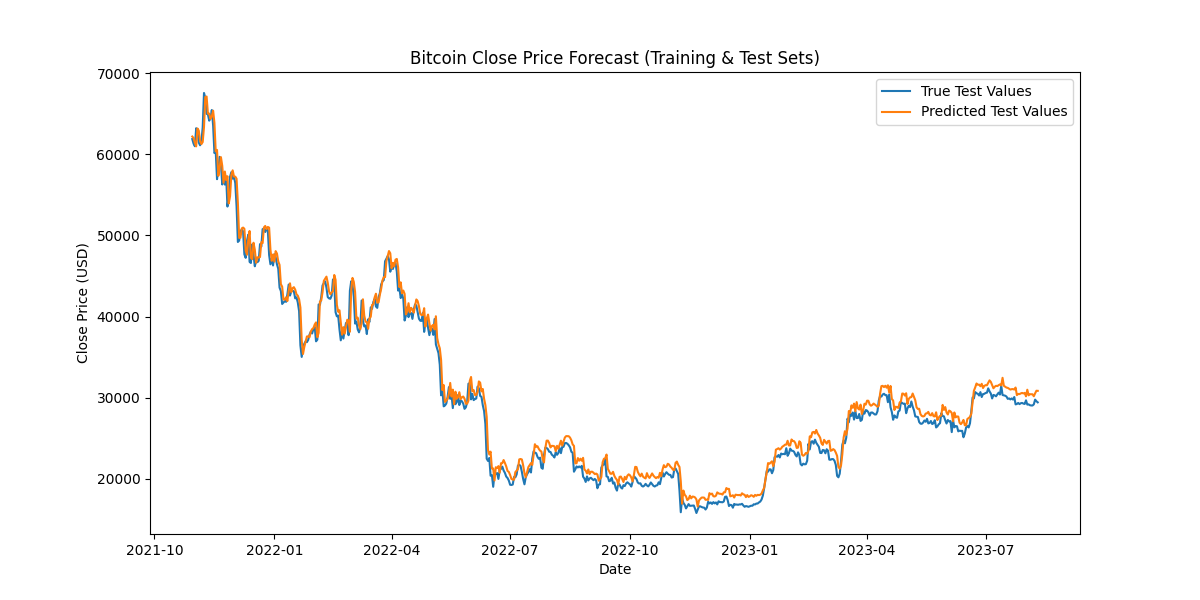 Bitcoin Close Price Forecast (Training & Test Sets)
True Test Values
Predicted Test Values
Close Price (USD)
70000
60000
50000
40000
30000
20000
2021-10
2022-01
2022-04
2022-07
2022-10
2023-01
2023-04
2023-07
Date